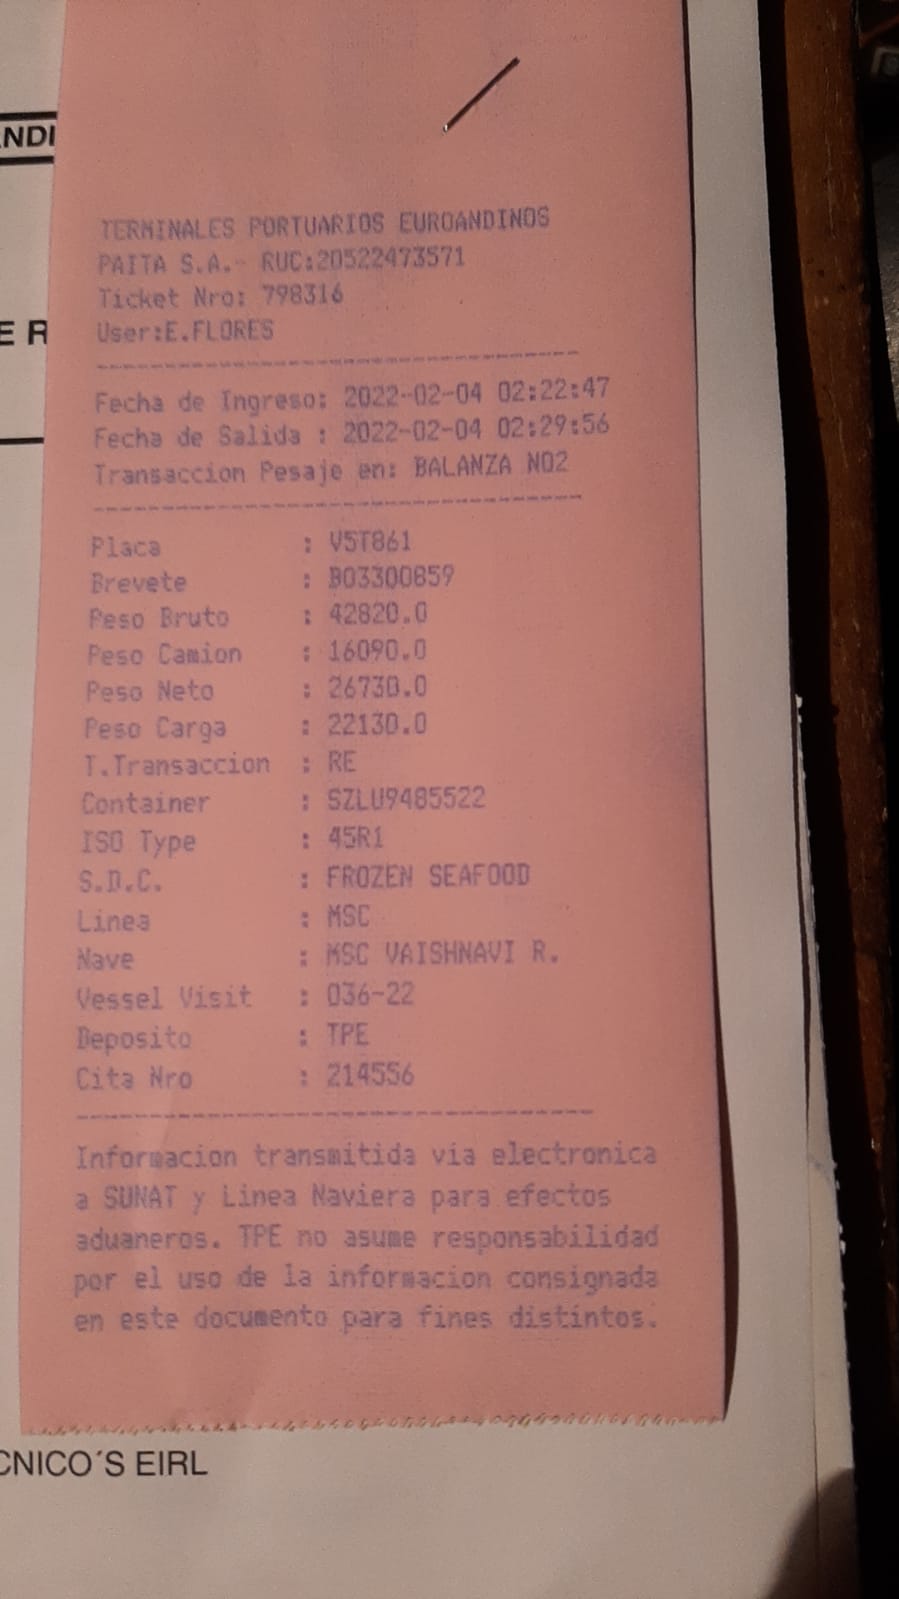 NDI
E R
TERMINALES PORTUARIOS EUROANDINOS
PAITA S.A.- RUC:20522473571
Ticket Nro: 798316
User:E.FLORES
------------------------------------------
Fecha de Ingreso: 2022-02-04 02:22:47
Fecha de Salida : 2022-02-04 02:29:56
Transaccion Pesaje en: BALANZA NO2
------------------------------------------
Placa : V5T861
Brevete : B03300859
Peso Bruto : 42820.0
Peso Camion : 16090.0
Peso Neto : 26730.0
Peso Carga : 22130.0
T.Transaccion : RE
Container : SZLU9485522
ISO Type : 45R1
S.D.C. : FROZEN SEAFOOD
Linea : MSC
Nave : MSC VAISHNAVI R.
Vessel Visit : 036-22
Deposito : TPE
Cita Nro : 214556
------------------------------------------
Informacion transmitida via electronica
a SUNAT y Linea Naviera para efectos
aduaneros. TPE no asume responsabilidad
por el uso de la informacion consignada
en este documento para fines distintos.
CNICO´S EIRL